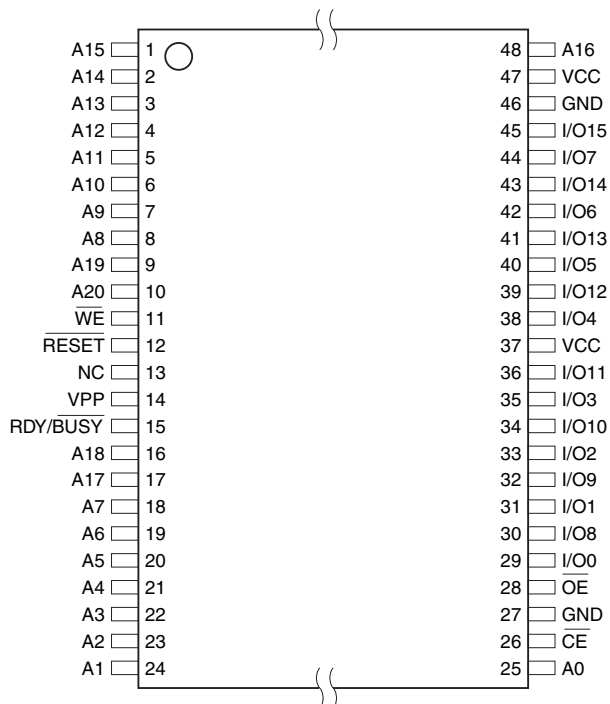 A15 1 48 A16
A14 2 47 VCC
A13 3 46 GND
A12 4 45 I/O15
A11 5 44 I/O7
A10 6 43 I/O14
A9 7 42 I/O6
A8 8 41 I/O13
A19 9 40 I/O5
A20 10 39 I/O12
WE 11 38 I/O4
RESET 12 37 VCC
NC 13 36 I/O11
VPP 14 35 I/O3
RDY/BUSY 15 34 I/O10
A18 16 33 I/O2
A17 17 32 I/O9
A7 18 31 I/O1
A6 19 30 I/O8
A5 20 29 I/O0
A4 21 28 OE
A3 22 27 GND
A2 23 26 CE
A1 24 25 A0